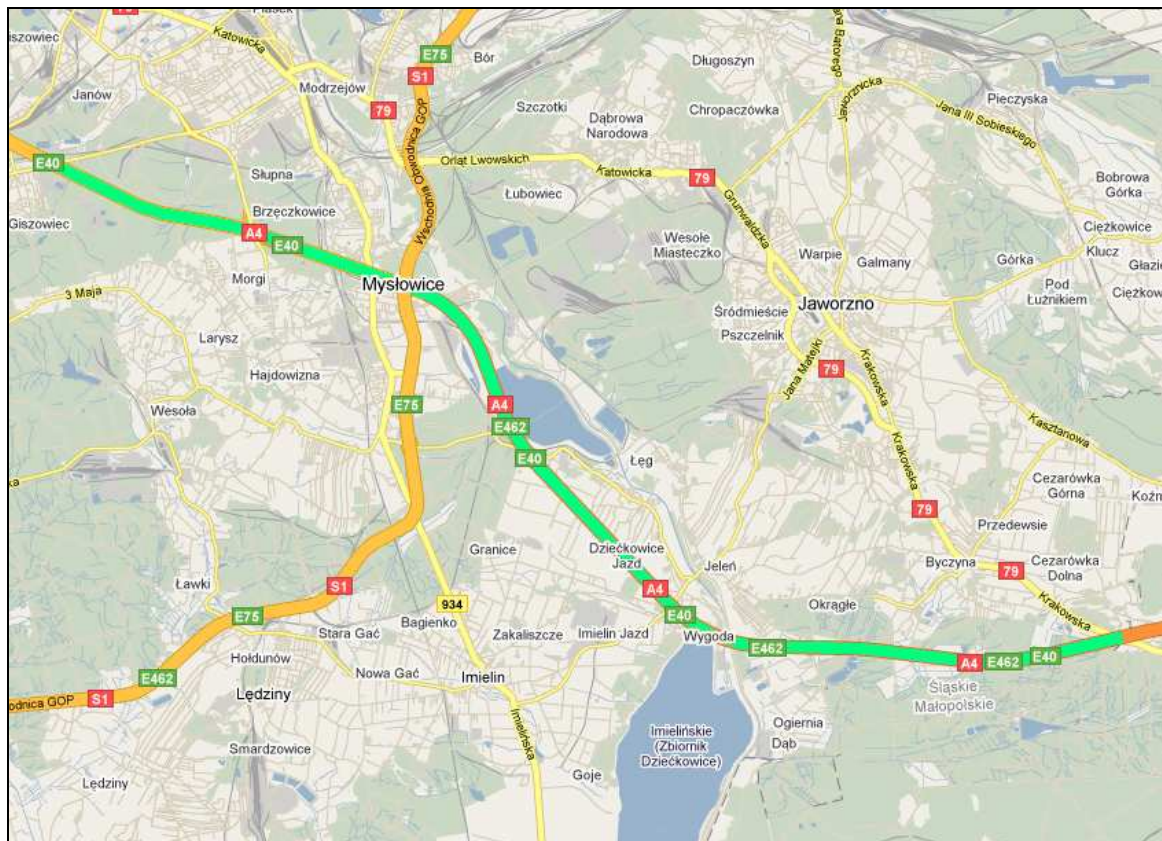 79
Piasek
Giszowiec
Katowicka
E75
Bór
S1
Długoszyn
Janów
Modrzejów
79
Szczotki
Chropaczówka
Pieczyska
Dąbrowa
Narodowa
Jana III Sobieskiego
Wschodnia Obwodnica GOP
E40
Orląt Lwowskich
Katowicka
79
Słupna
Łubowiec
Grunwaldzka
Bobrowa
Górka
Giszowiec
Brzęczkowice
A4
E40
Wesołe
Miasteczko
Warpie
Galmany
Górka
Ciężkowice
Klucz
Morgi
Mysłowice
Pod
Łużnikiem
3 Maja
Jaworzno
Śródmieście
Pszczelnik
Larysz
Jana Matejki
79
Krakowska
Hajdowizna
Wesoła
E75
A4
E462
E40
Kasztanowa
Krakowska
Łęg
Cezarówka
Górna
79
Przedewsie
Granice
Dziećkowice
Jazd
Jeleń
Byczyna
Cezarówka
Dolna
79
Ławki
S1
A4
E40
Okrągłe
Krakowska
934
E75
Bagienko
Stara Gać
Zakaliszcze
Imielin Jazd
Wygoda
E462
A4
E462
E40
Hołdunów
Nowa Gać
Imielin
E462
S1
Lędziny
Śląskie
Małopolskie
Imielińska
Imielińskie
(Zbiornik
Dziećkowice)
Ogiernia
Dąb
Smardzowice
Goje
Lędziny